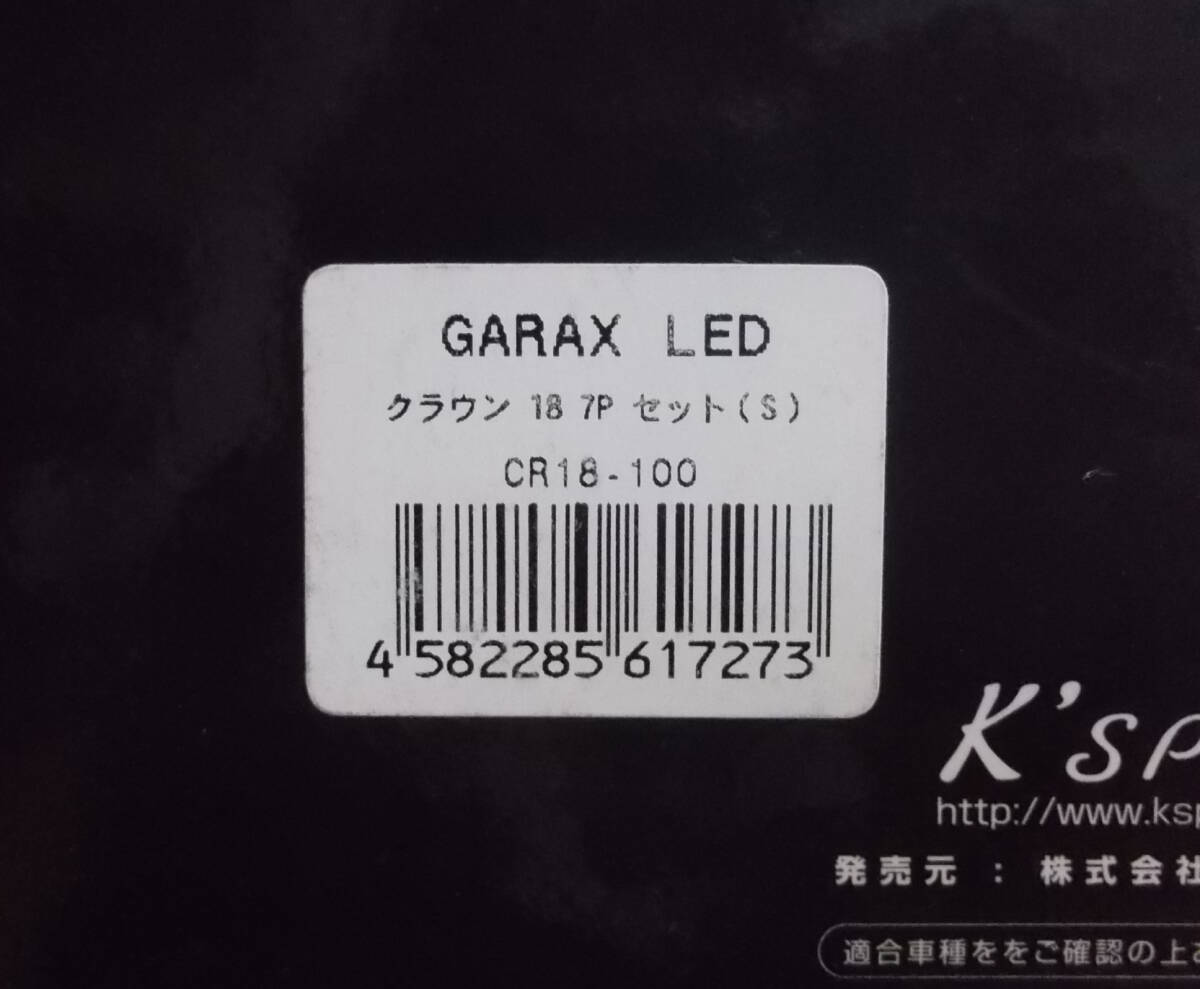 GARAX LED
クラウン 18 7P セット(S)
CR18-100
4 582285 617273
K'SP
http://www.ksp
発売元 : 株式会社
適合車種ををご確認の上